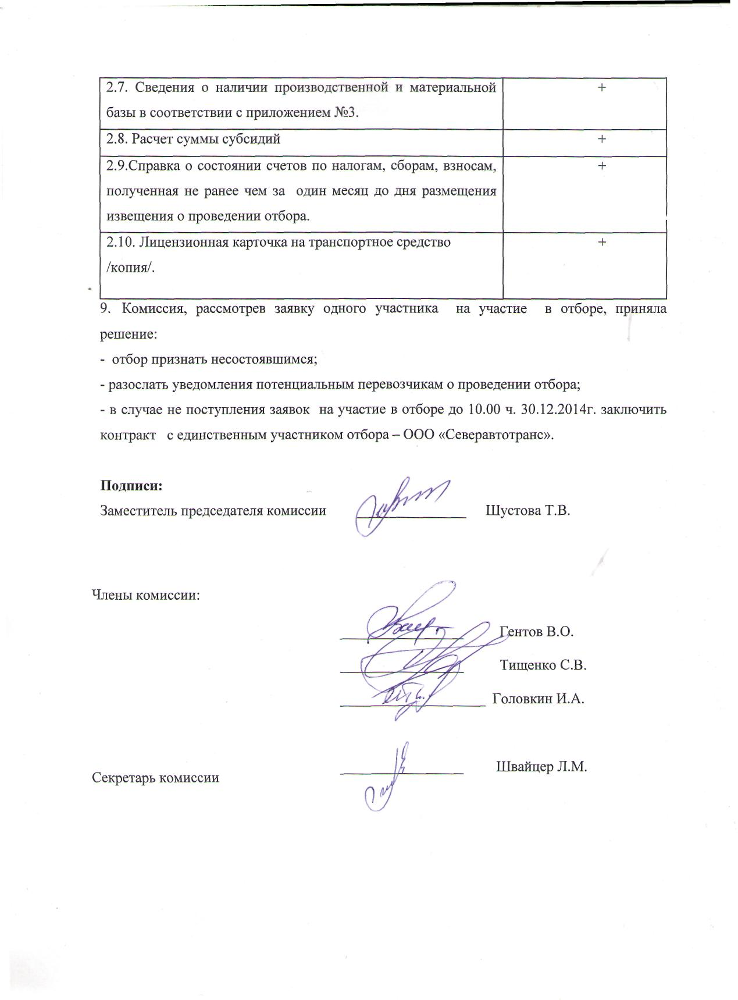 2.7. Сведения о наличии производственной и материальной +
базы в соответствии с приложением №3.
2.8. Расчет суммы субсидий +
2.9.Справка о состоянии счетов по налогам, сборам, взносам, +
полученная не ранее чем за один месяц до дня размещения
извещения о проведении отбора.
2.10. Лицензионная карточка на транспортное средство +
/копия/.
9. Комиссия, рассмотрев заявку одного участника на участие в отборе, приняла
решение:
- отбор признать несостоявшимся;
- разослать уведомления потенциальным перевозчикам о проведении отбора;
- в случае не поступления заявок на участие в отборе до 10.00 ч. 30.12.2014г. заключить
контракт с единственным участником отбора – ООО «Северавтотранс».
Подписи:
Заместитель председателя комиссии Шустова Т.В.
Члены комиссии:
Гентов В.О.
Тищенко С.В.
Головкин И.А.
Швайцер Л.М.
Секретарь комиссии